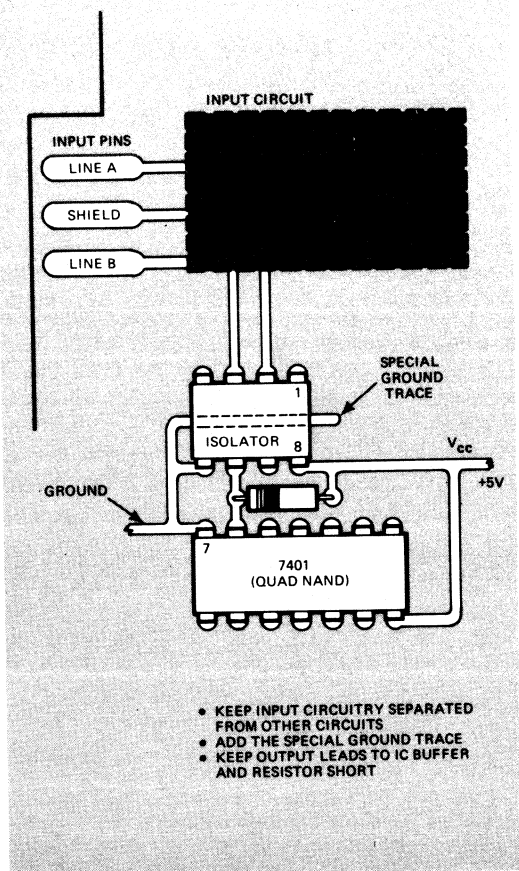 INPUT CIRCUIT
INPUT PINS
LINE A
SHIELD
LINE B
SPECIAL
GROUND
TRACE
1
ISOLATOR
8
Vcc
+5V
GROUND
7
7401
(QUAD NAND)
• KEEP INPUT CIRCUITRY SEPARATED
FROM OTHER CIRCUITS
• ADD THE SPECIAL GROUND TRACE
• KEEP OUTPUT LEADS TO IC BUFFER
AND RESISTOR SHORT